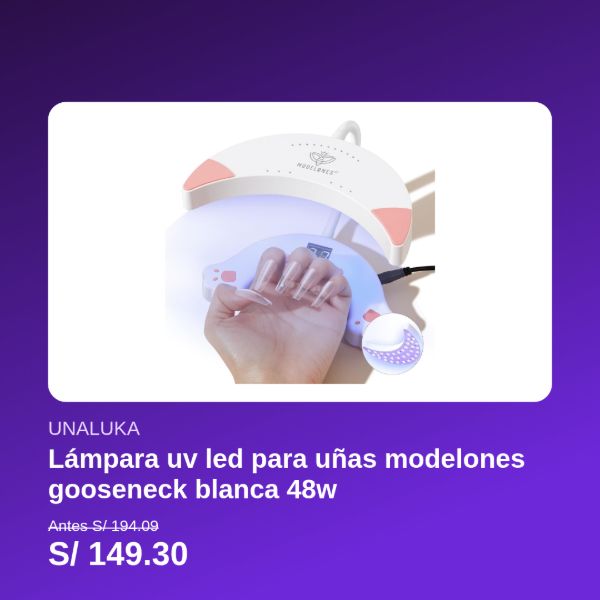 MODELONES
UNALUKA
Lámpara uv led para uñas modelones
gooseneck blanca 48w
Antes S/ 194.09
S/ 149.30